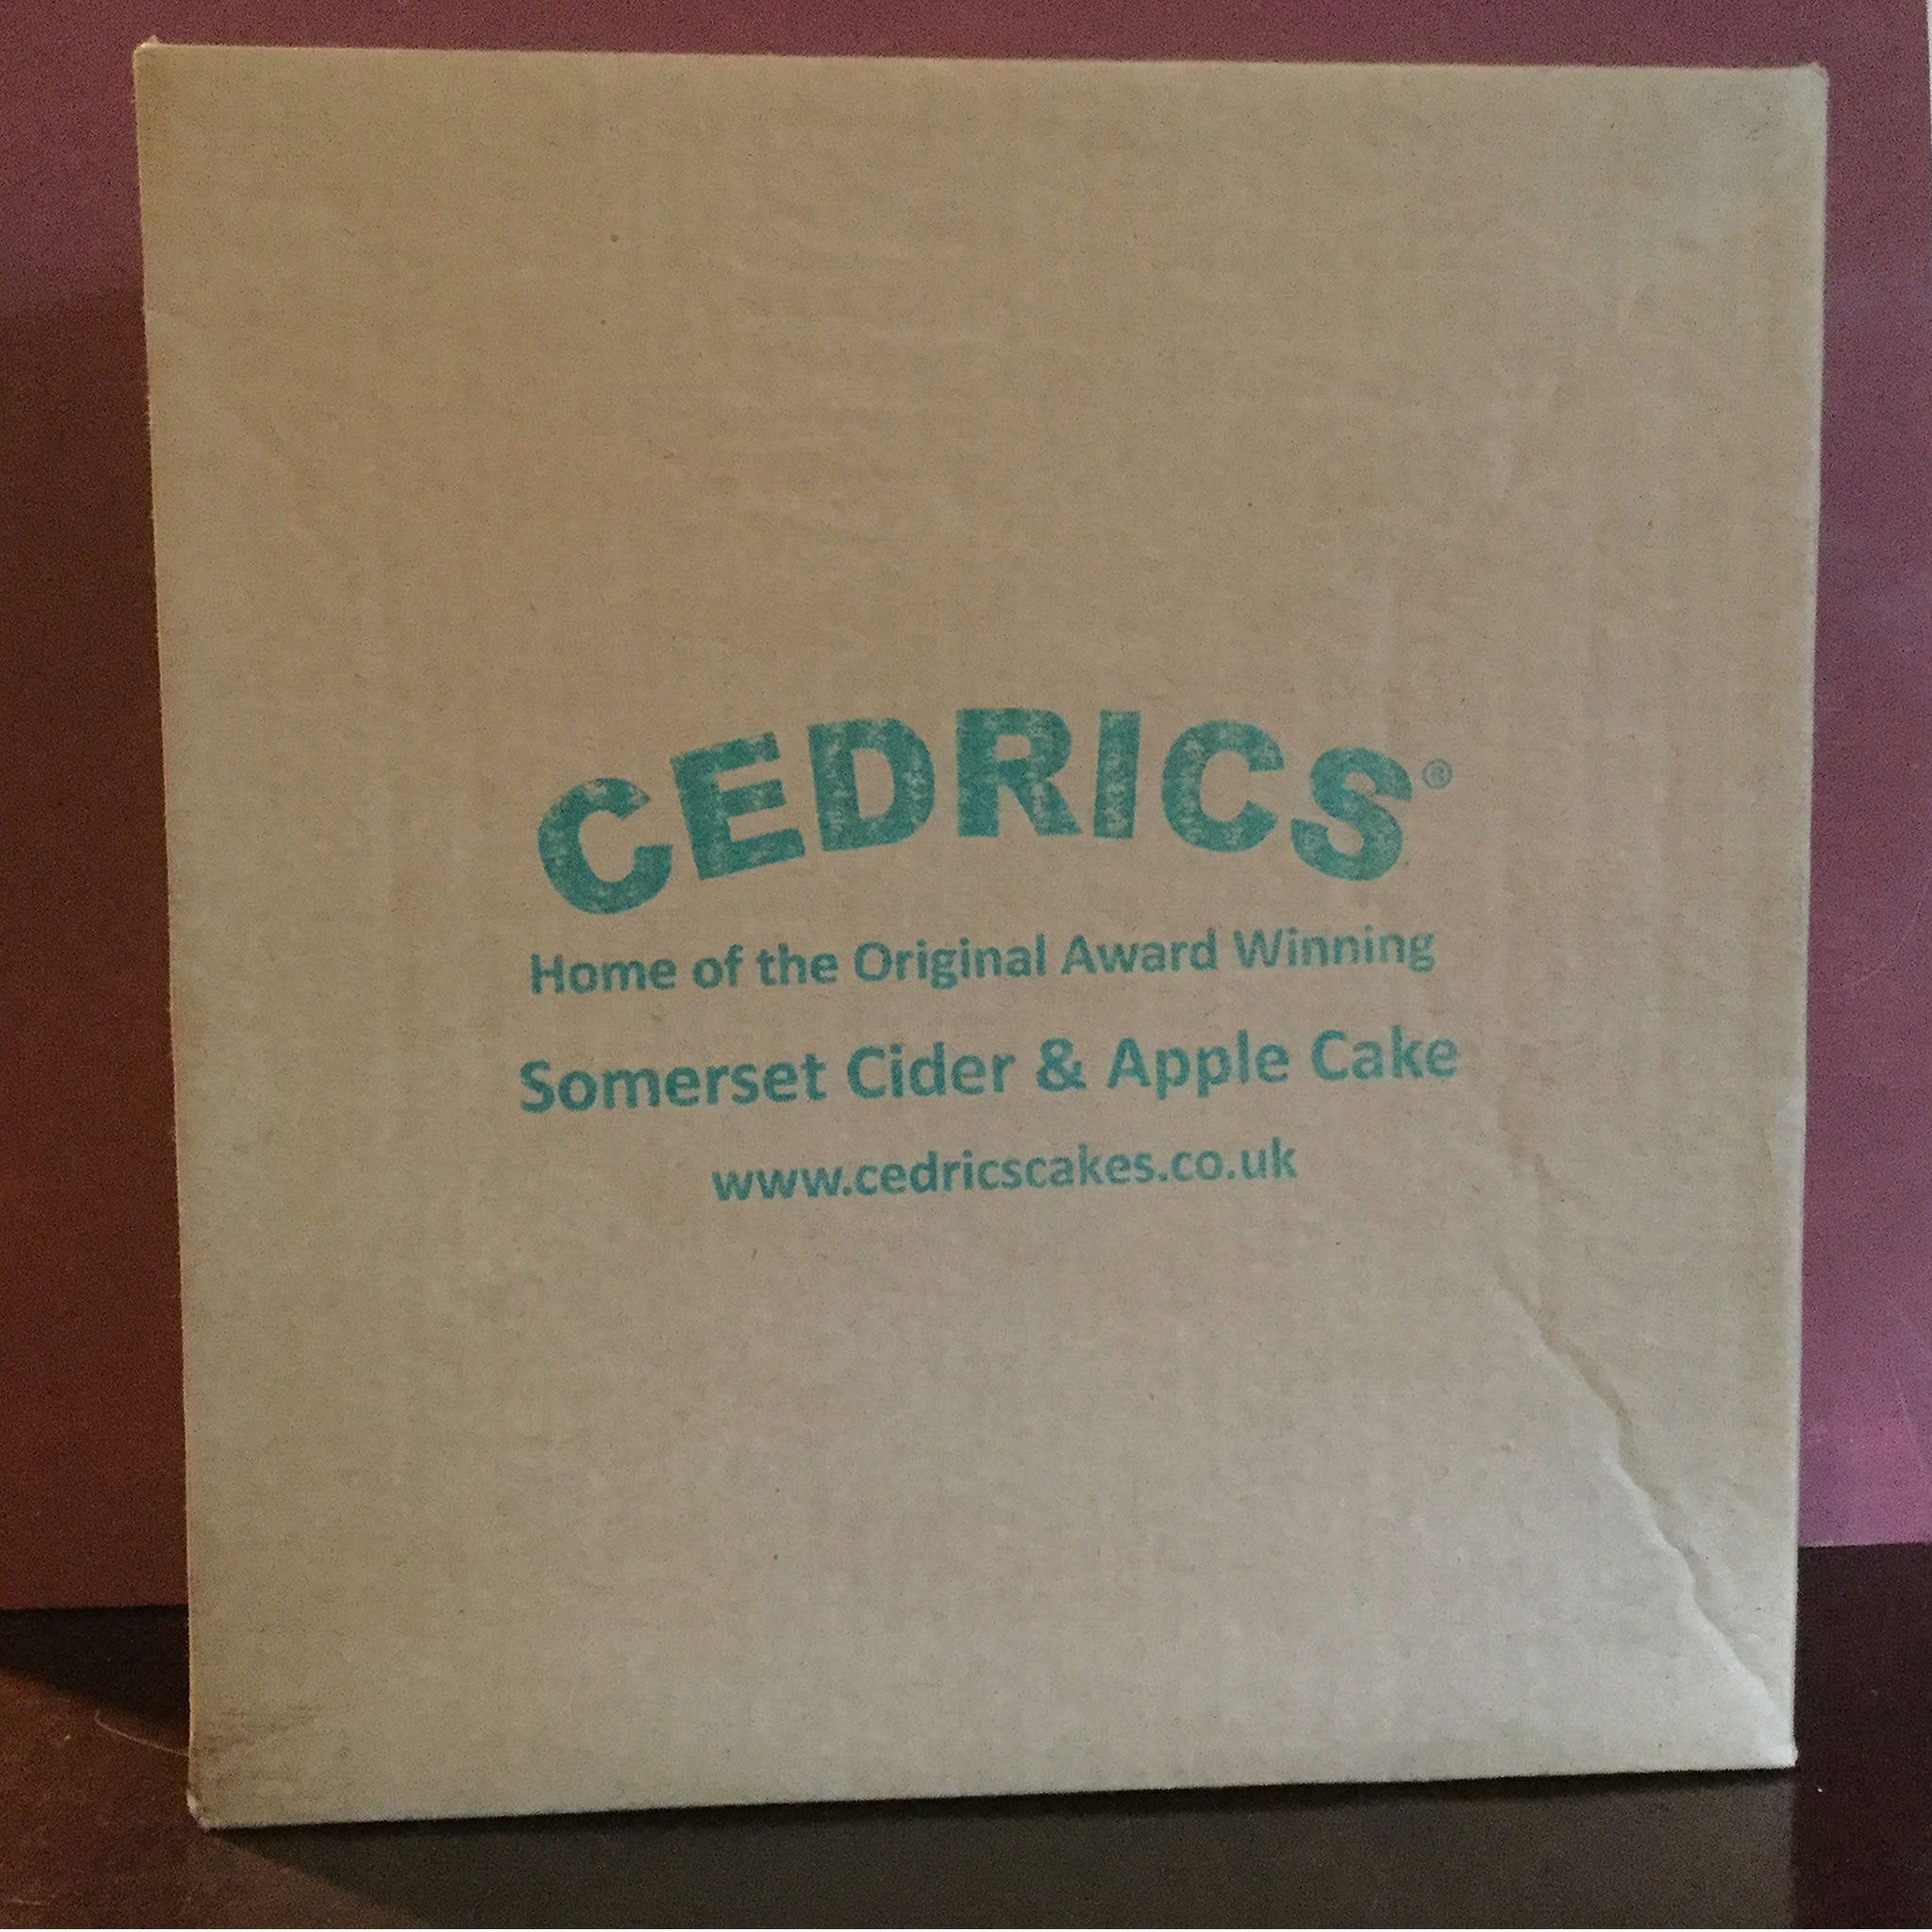 CEDRICS®
Home of the Original Award Winning
Somerset Cider & Apple Cake
www.cedricscakes.co.uk